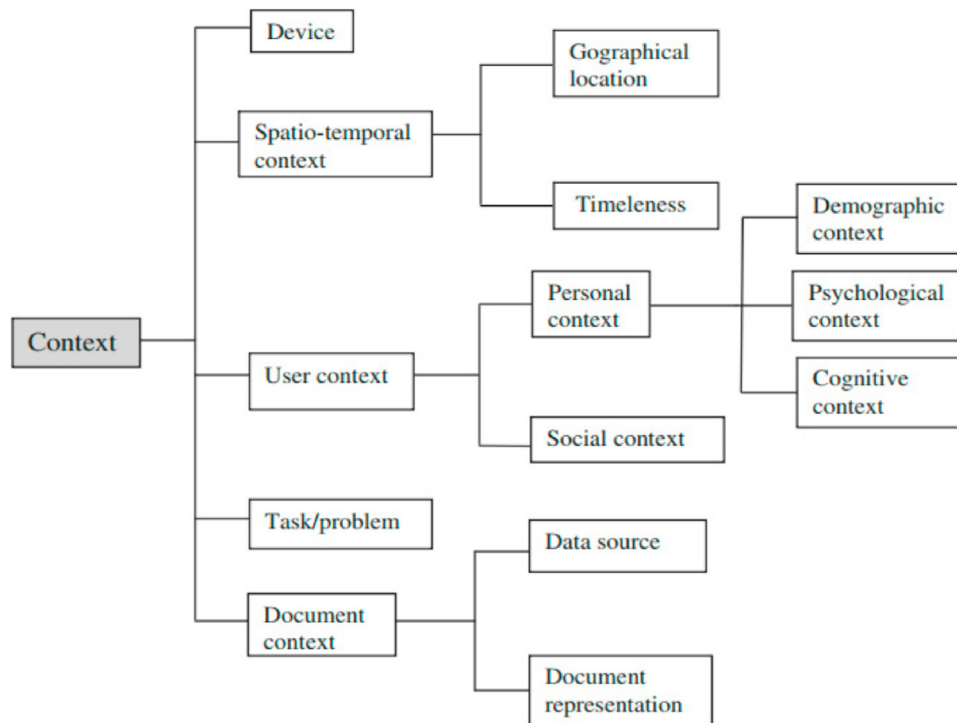 Device
Gographical
location
Spatio-temporal
context
Timeleness
Demographic
context
Personal
context
Psychological
context
Context
User context
Cognitive
context
Social context
Task/problem
Data source
Document
context
Document
representation